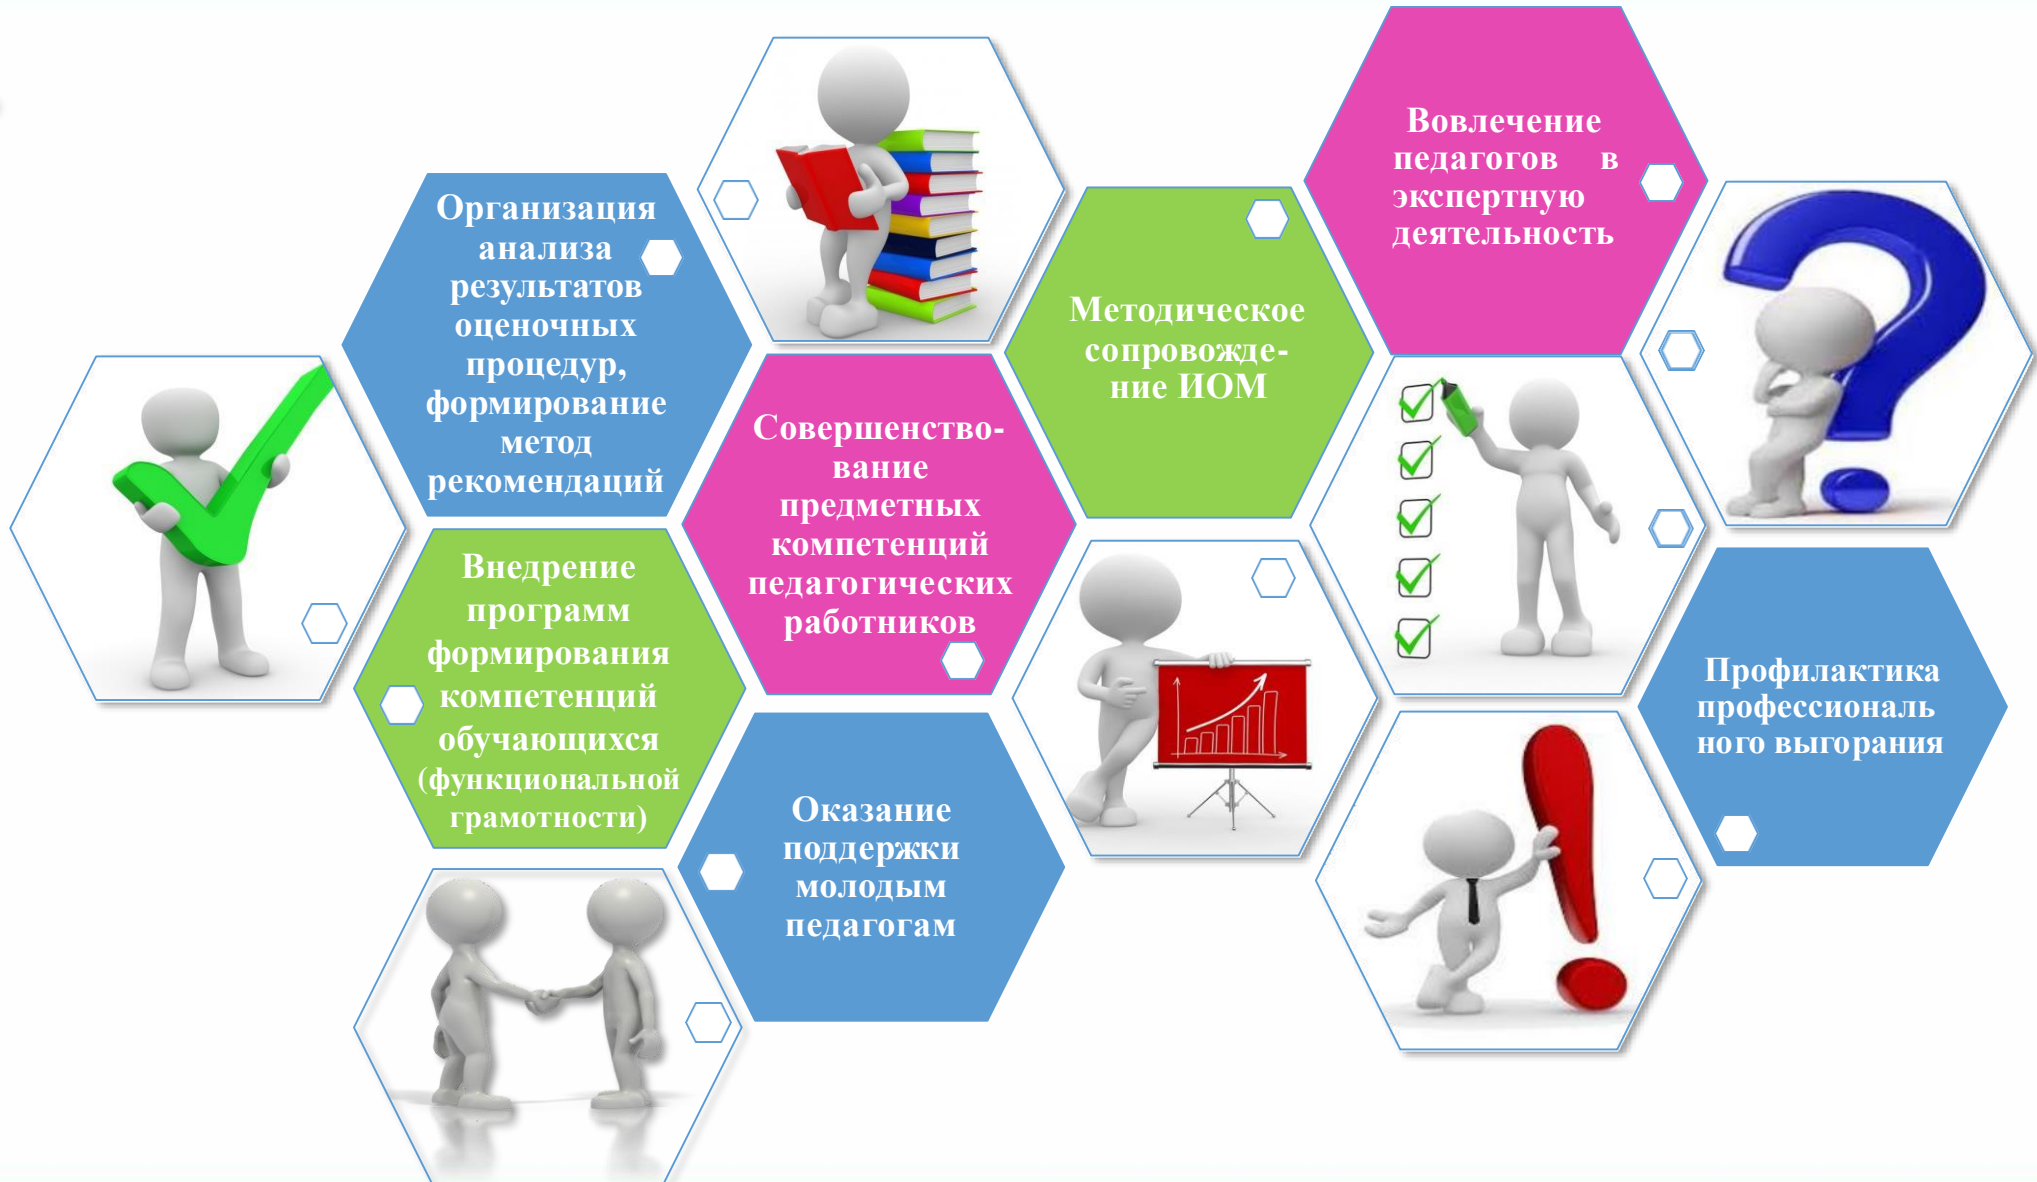 Организация
анализа
результатов
оценочных
процедур,
формирование
метод
рекомендаций
Внедрение
программ
формирования
компетенций
обучающихся
(функциональной
грамотности)
Совершенство-
вание
предметных
компетенций
педагогических
работников
Оказание
поддержки
молодым
педагогам
Методическое
сопровожде-
ние ИОМ
Вовлечение
педагогов в
экспертную
деятельность
Профилактика
профессиональ
ного выгорания